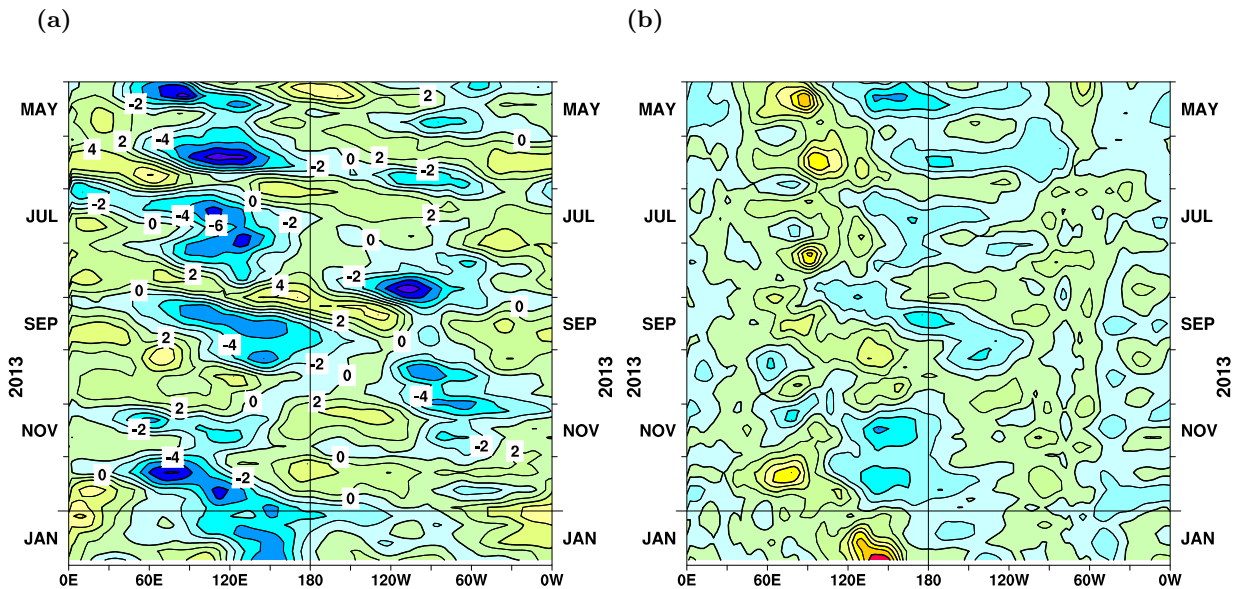 (a) (b)
MAY MAY MAY MAY
JUL JUL JUL JUL
SEP SEP SEP SEP
2013 2013 2013 2013
NOV NOV NOV NOV
JAN JAN JAN JAN
-2 2
4 2 -4 -2 0 2 -2 0
-2 0 -4 -6 0 -2 0 2
0 2 4 -2 0
2 -4 2 -2 0 0
-2 2 0 2 -4 -2 2
0 -4 -2 0 0 0
0E 60E 120E 180 120W 60W 0W 0E 60E 120E 180 120W 60W 0W